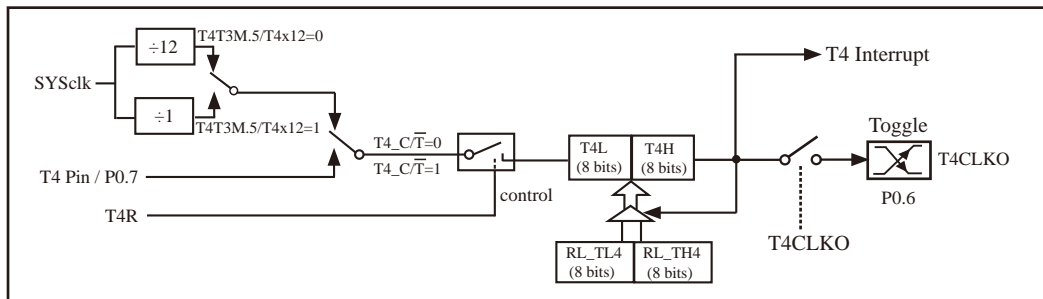 T4T3M.5/T4x12=0
÷12
SYSclk
÷1
T4T3M.5/T4x12=1
T4 Pin / P0.7
T4R
T4_C/T̅=0
T4_C/T̅=1
control
T4L
(8 bits)
T4H
(8 bits)
RL_TL4
(8 bits)
RL_TH4
(8 bits)
T4 Interrupt
Toggle
T4CLKO
P0.6
T4CLKO